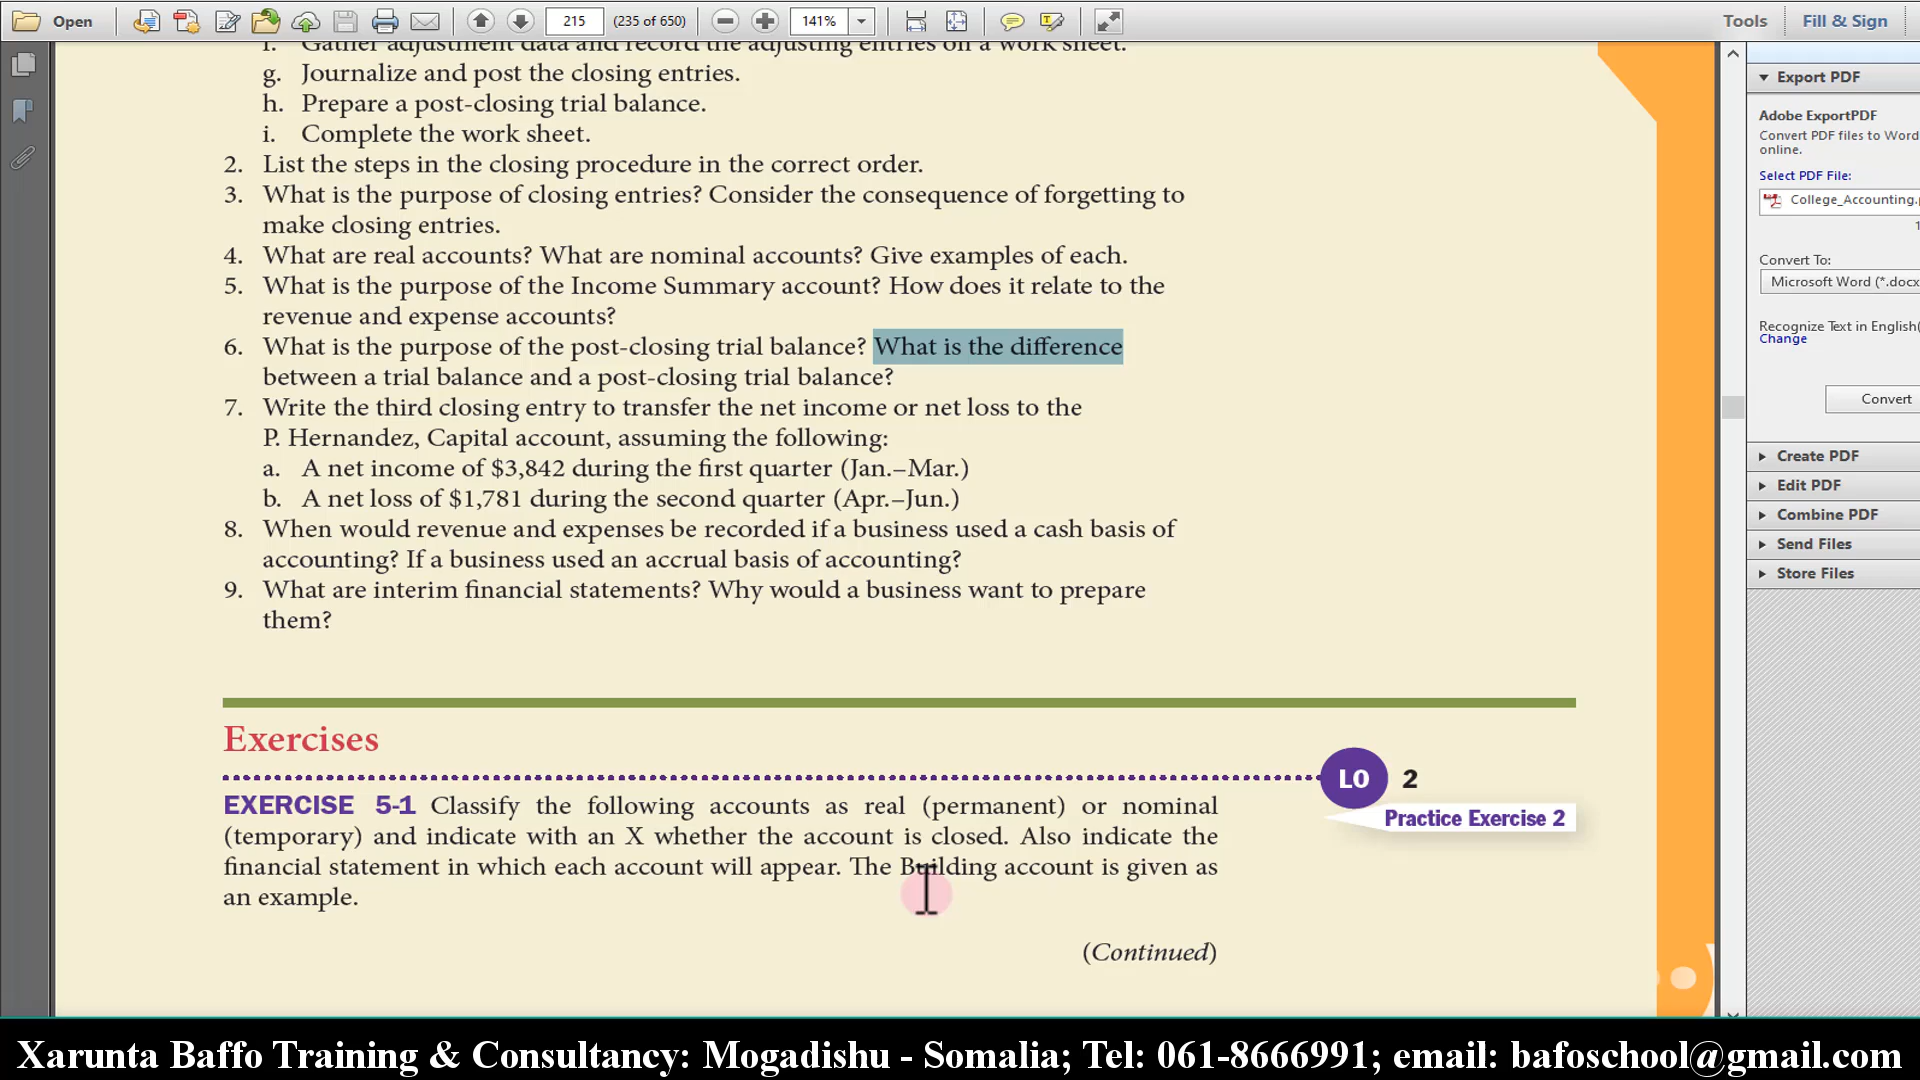 Open
215
(235 of 650)
141%
Tools
Fill & Sign
f. Gather adjustment data and record the adjusting entries on a work sheet.
g. Journalize and post the closing entries.
h. Prepare a post-closing trial balance.
i. Complete the work sheet.
2. List the steps in the closing procedure in the correct order.
3. What is the purpose of closing entries? Consider the consequence of forgetting to
make closing entries.
4. What are real accounts? What are nominal accounts? Give examples of each.
5. What is the purpose of the Income Summary account? How does it relate to the
revenue and expense accounts?
6. What is the purpose of the post-closing trial balance? What is the difference
between a trial balance and a post-closing trial balance?
7. Write the third closing entry to transfer the net income or net loss to the
P. Hernandez, Capital account, assuming the following:
a. A net income of $3,842 during the first quarter (Jan.–Mar.)
b. A net loss of $1,781 during the second quarter (Apr.–Jun.)
8. When would revenue and expenses be recorded if a business used a cash basis of
accounting? If a business used an accrual basis of accounting?
9. What are interim financial statements? Why would a business want to prepare
them?
Exercises
LO 2
Practice Exercise 2
EXERCISE 5-1 Classify the following accounts as real (permanent) or nominal
(temporary) and indicate with an X whether the account is closed. Also indicate the
financial statement in which each account will appear. The Building account is given as
an example.
(Continued)
Export PDF
Adobe ExportPDF
Convert PDF files to Word
online.
Select PDF File:
College_Accounting.p
Convert To:
Microsoft Word (*.docx
Recognize Text in English(
Change
Convert
Create PDF
Edit PDF
Combine PDF
Send Files
Store Files
Xarunta Baffo Training & Consultancy: Mogadishu - Somalia; Tel: 061-8666991; email: bafoschool@gmail.com